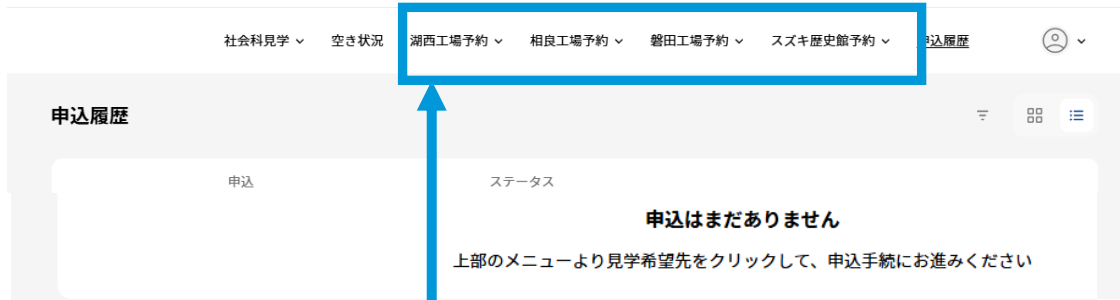 社会科見学 空き状況 湖西工場予約 相良工場予約 磐田工場予約 スズキ歴史館予約 申込履歴
申込履歴
申込 ステータス
申込はまだありません
上部のメニューより見学希望先をクリックして、申込手続にお進みください